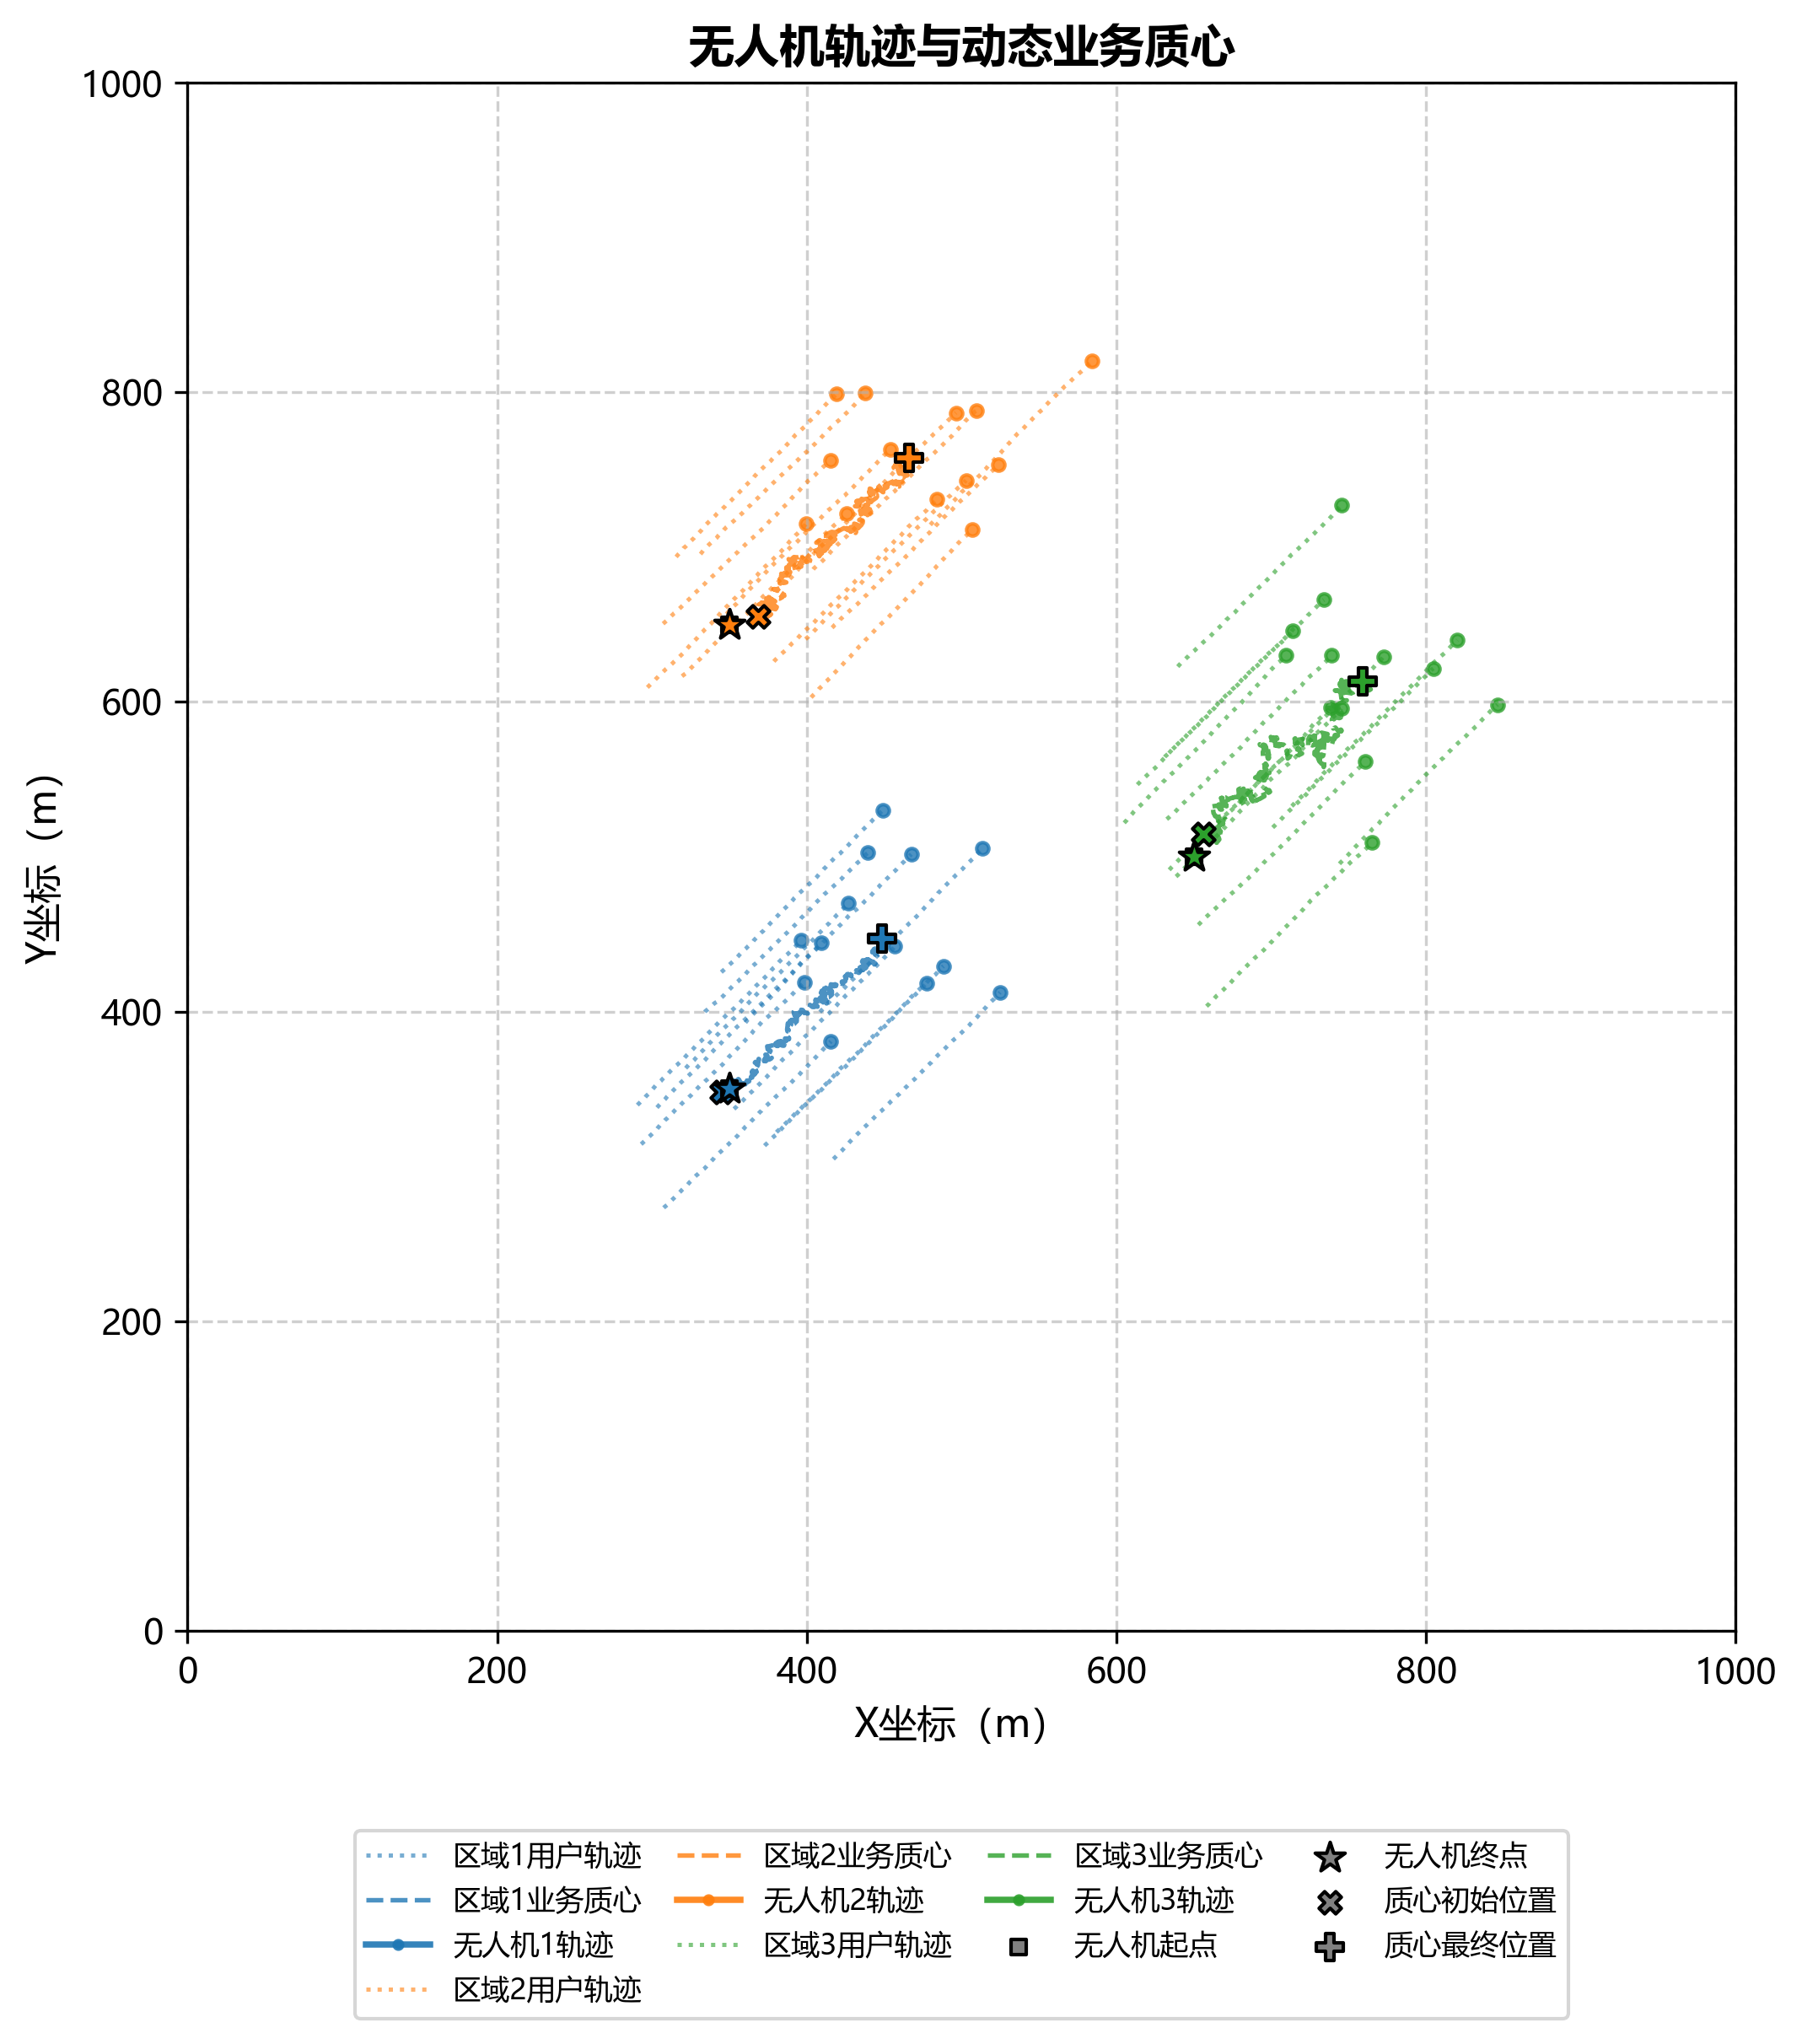 无人机轨迹与动态业务质心
1000
800
600
400
200
0
Y坐标（m）
0 200 400 600 800 1000
X坐标（m）
区域1用户轨迹 区域2业务质心 区域3业务质心 无人机终点
区域1业务质心 无人机2轨迹 无人机3轨迹 质心初始位置
无人机1轨迹 区域3用户轨迹 无人机起点 质心最终位置
区域2用户轨迹